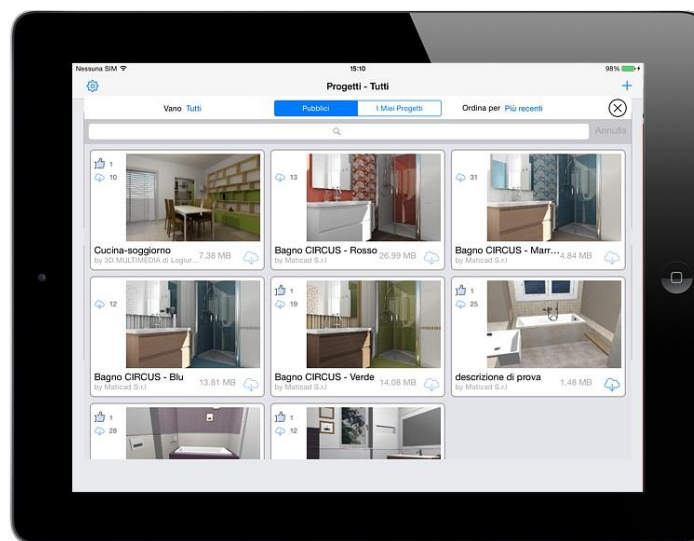 Nessuna SIM 15:10 98%
Progetti - Tutti +
Vano Tutti Pubblici I Miei Progetti Ordina per Più recenti
Annulla
1
10
13
31
Cucina-soggiorno 7.38 MB
by 3D MULTIMEDIA di Logiur...
Bagno CIRCUS - Rosso 26.99 MB
by Maticad S.r.l
Bagno CIRCUS - Marr... 4.84 MB
by Maticad S.r.l
12
1
19
1
25
Bagno CIRCUS - Blu 13.81 MB
by Maticad S.r.l
Bagno CIRCUS - Verde 14.08 MB
by Maticad S.r.l
descrizione di prova 1.48 MB
by Maticad S.r.l
1
28
1
12